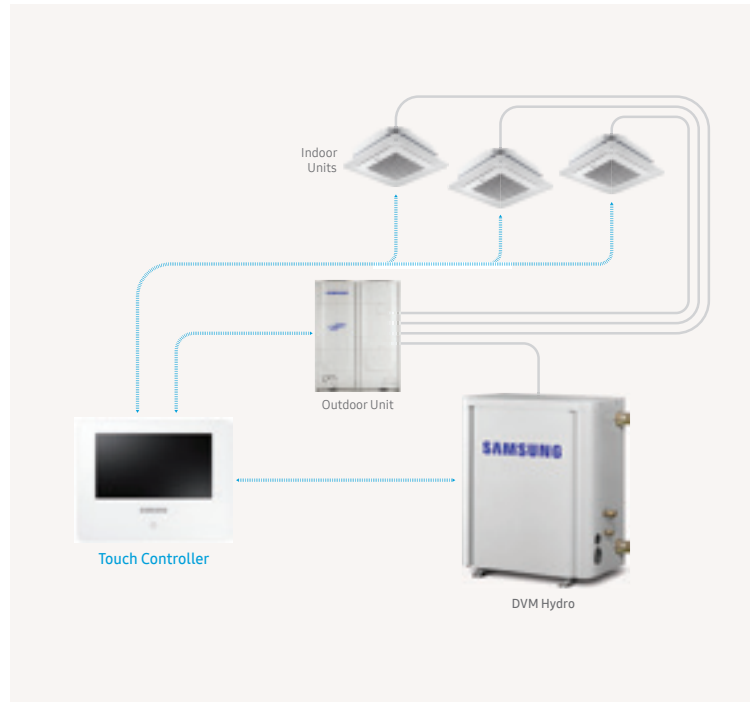 Indoor
Units
SAMSUNG
Outdoor Unit
SAMSUNG
SAMSUNG
Touch Controller
DVM Hydro